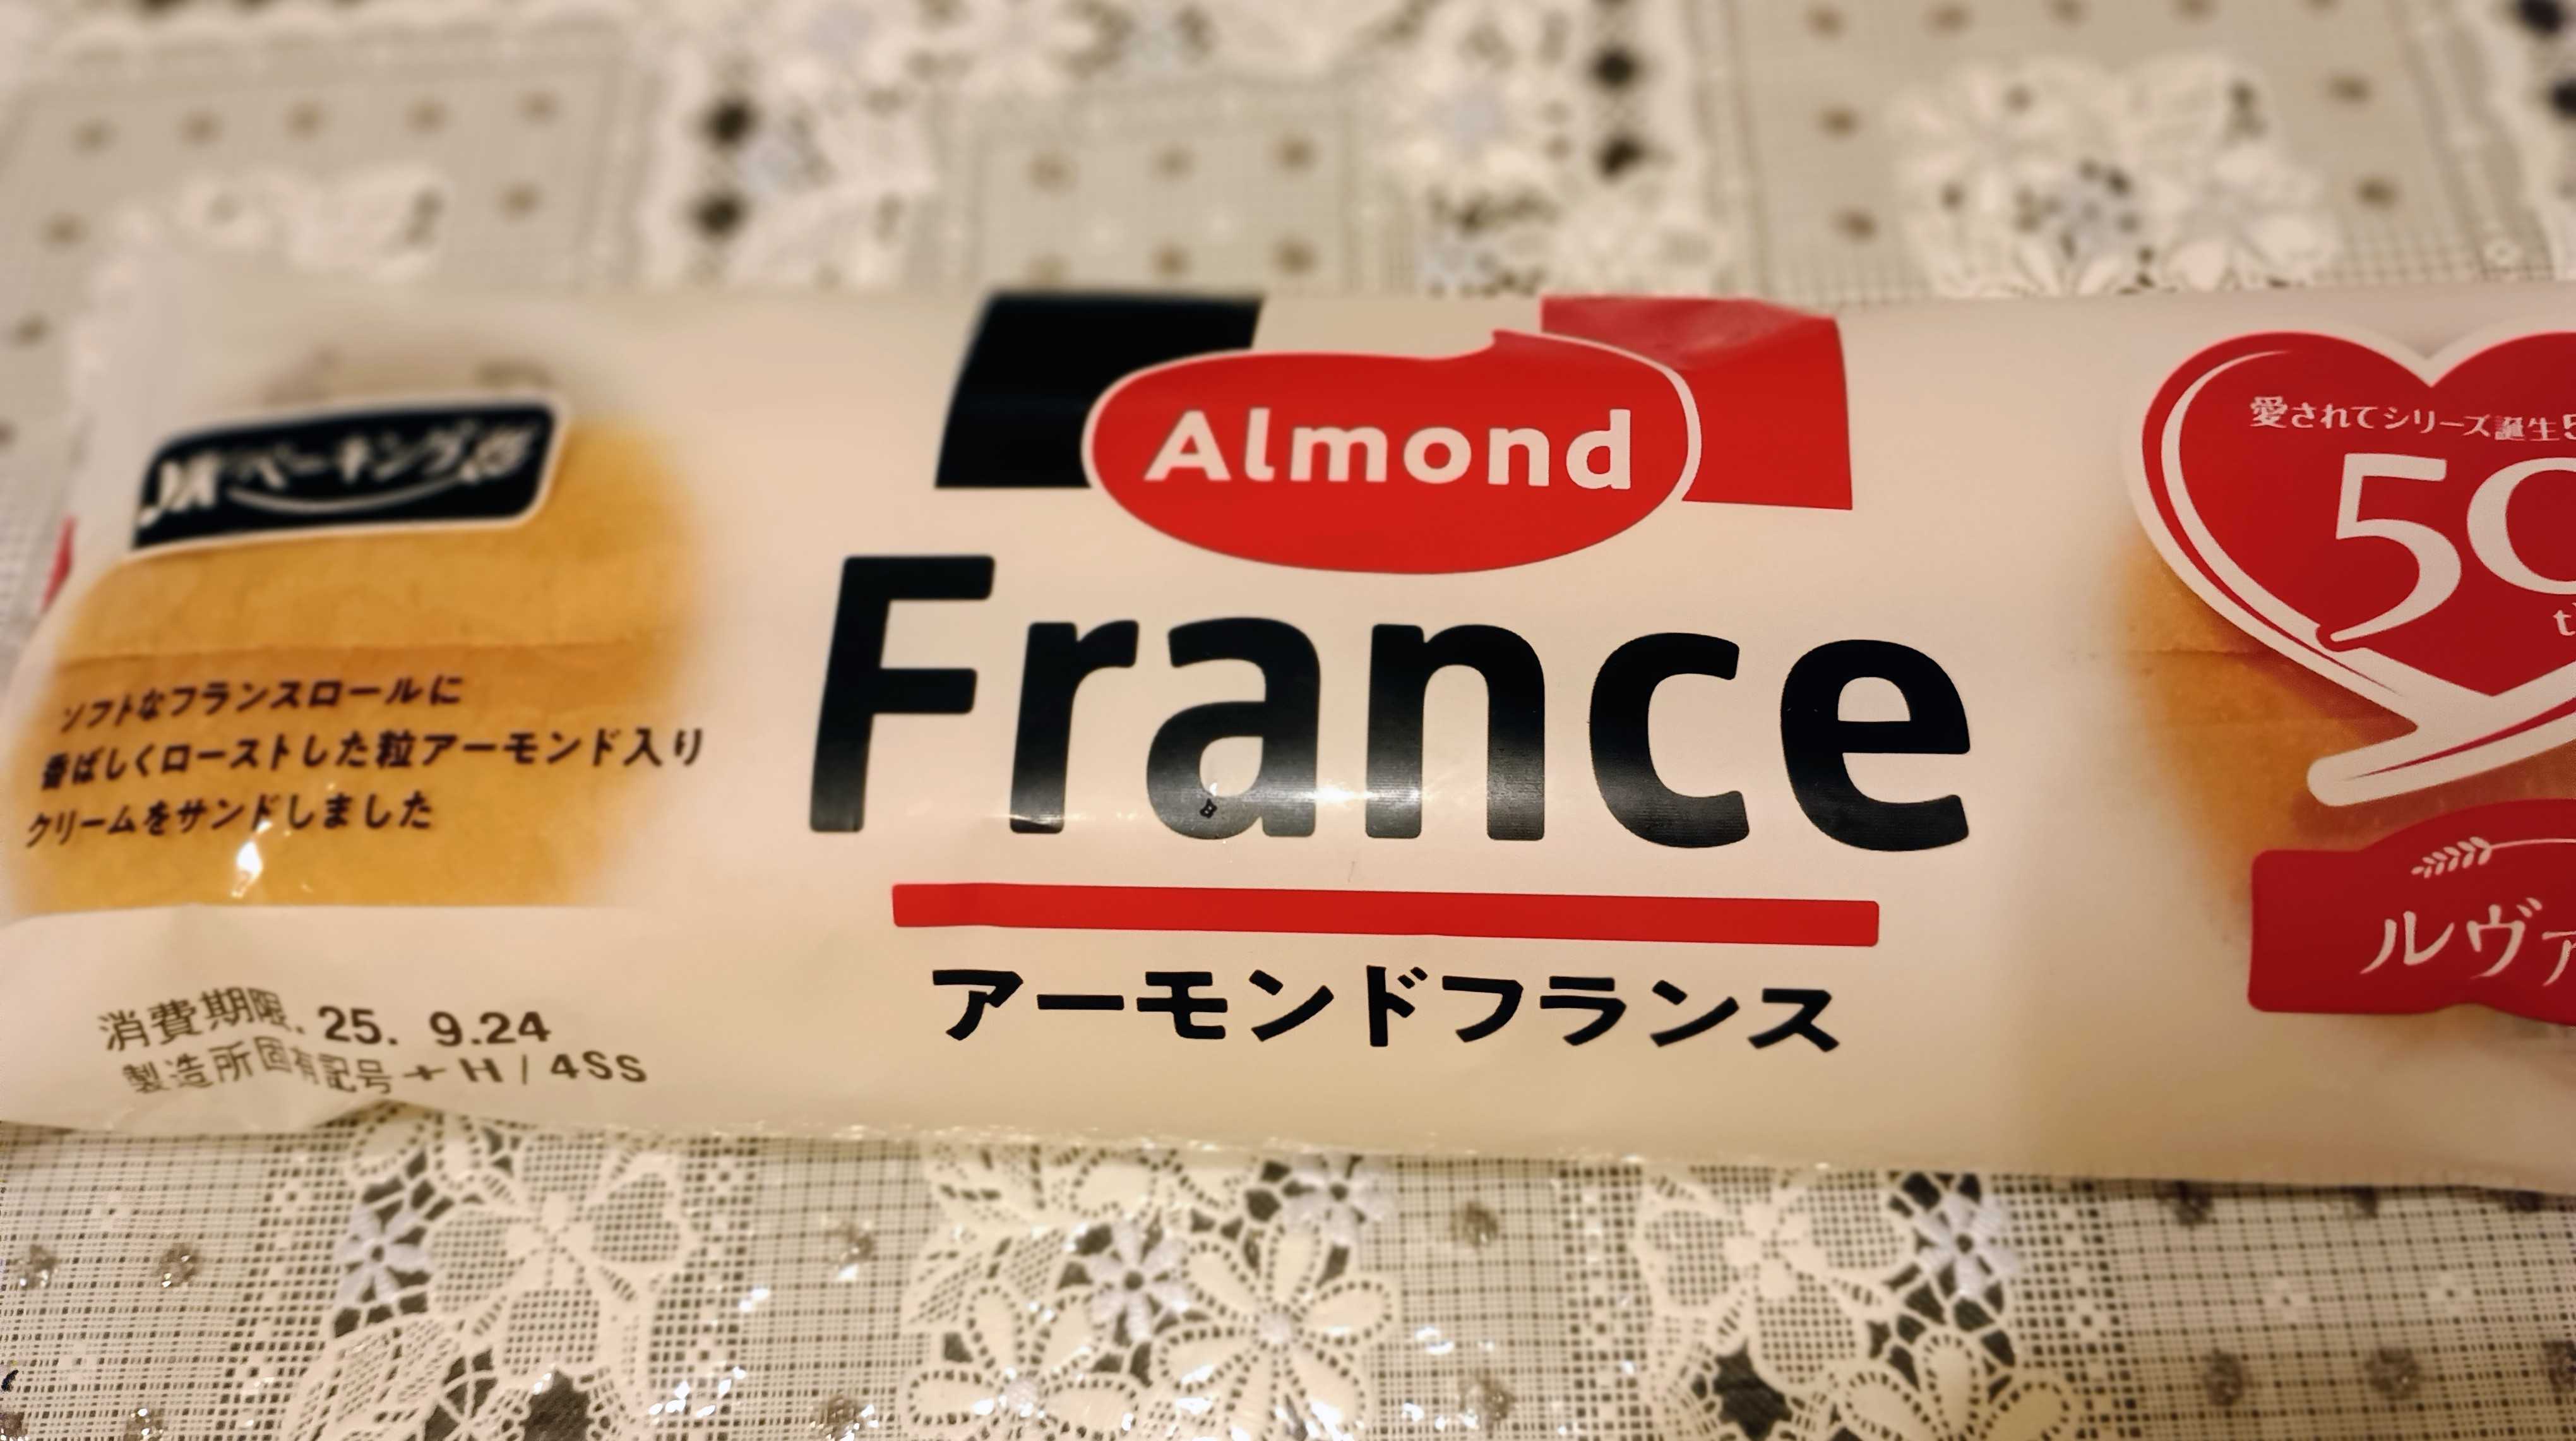 Almond
France
アーモンドフランス
ベーキング
ソフトなフランスロールに
香ばしくローストした粒アーモンド入り
クリームをサンドしました
消費期限. 25. 9.24
製造所固有記号+H/4SS
愛されてシリーズ誕生5
50
ルヴァ